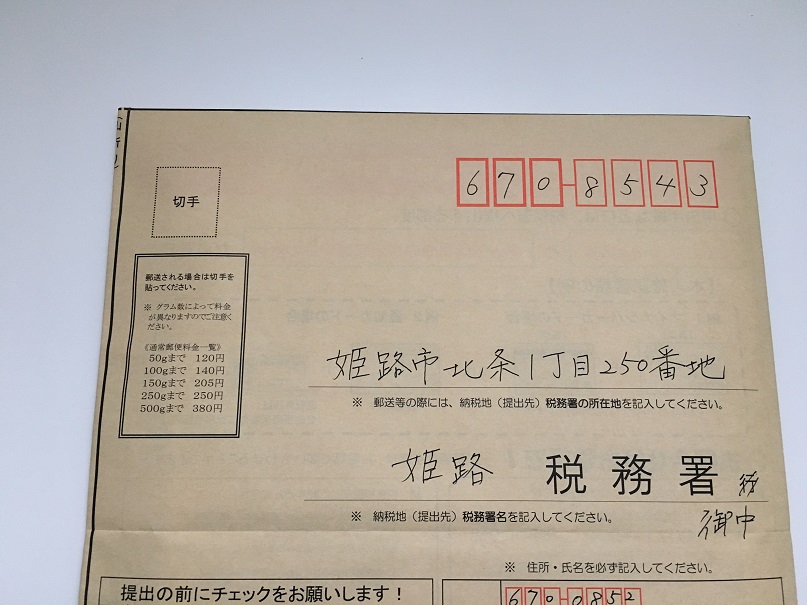 670-8543
切手
郵送される場合は切手を
貼ってください。
※ グラム数によって料金
が異なりますのでご注意く
ださい。
《通常郵便料金一覧》
50gまで 120円
100gまで 140円
150gまで 205円
250gまで 250円
500gまで 380円
姫路市北条1丁目250番地
※ 郵送等の際には、納税地（提出先）税務署の所在地を記入してください。
姫路 税務署
御中
※ 納税地（提出先）税務署名を記入してください。
※ 住所・氏名を必ず記入してください。
提出の前にチェックをお願いします！
670-0852